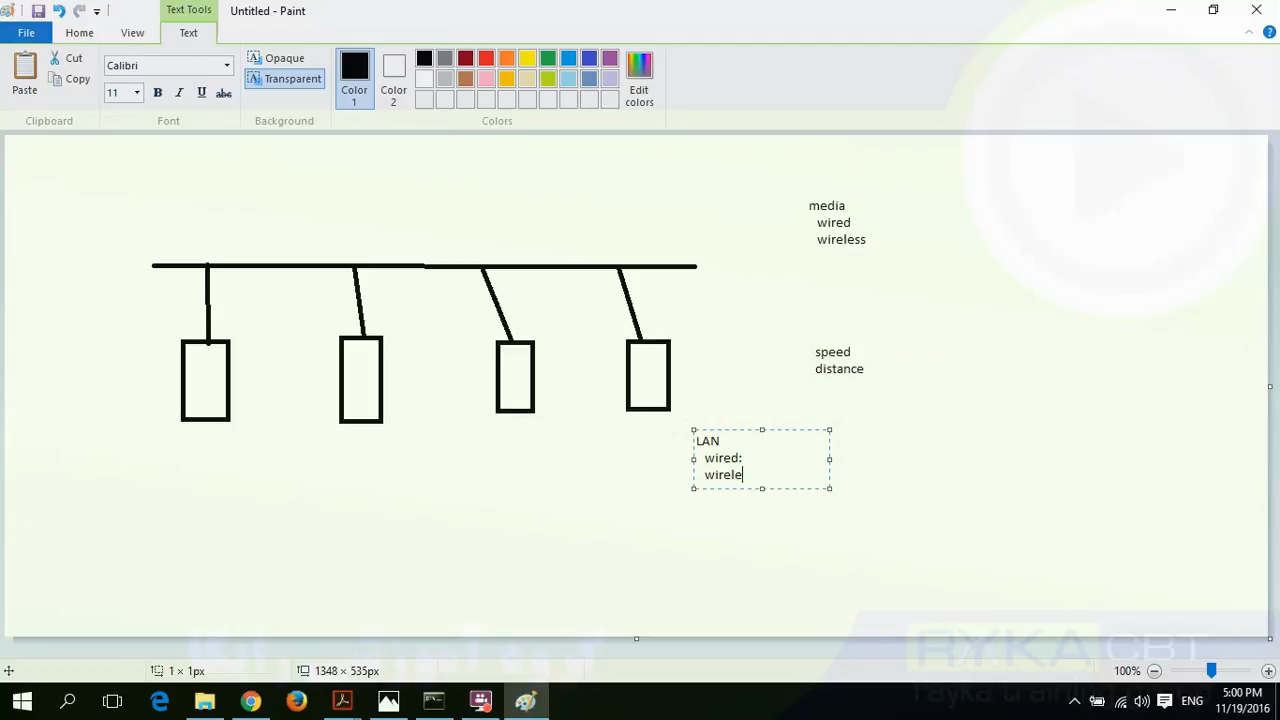 Text Tools
Untitled - Paint
File
Home
View
Text
Paste
Cut
Copy
Clipboard
Calibri
11
B I U abc
Font
Opaque
Transparent
Background
Color 1
Color 2
Edit colors
Colors
media
wired
wireless
speed
distance
LAN
wired:
wirele
RYKA CBT
1 × 1px
1348 × 535px
100%
ENG
5:00 PM
11/19/2016